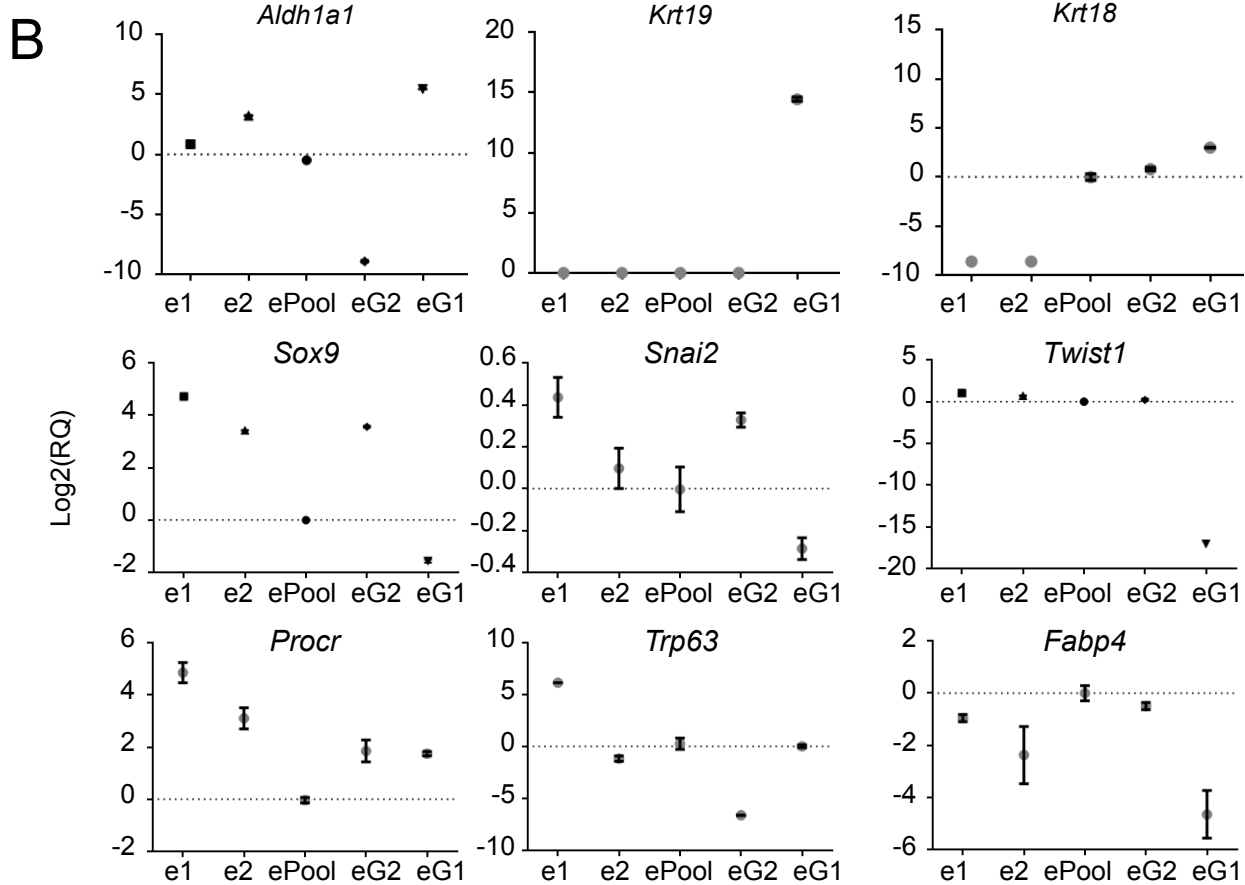 B
Aldh1a1
Krt19
Krt18
10
5
0
-5
-10
e1 e2 ePool eG2 eG1
20
15
10
5
0
e1 e2 ePool eG2 eG1
15
10
5
0
-5
-10
e1 e2 ePool eG2 eG1
Log2(RQ)
Sox9
6
4
2
0
-2
e1 e2 ePool eG2 eG1
Snai2
0.6
0.4
0.2
0.0
-0.2
-0.4
e1 e2 ePool eG2 eG1
Twist1
5
0
-5
-10
-15
-20
e1 e2 ePool eG2 eG1
Procr
6
4
2
0
-2
e1 e2 ePool eG2 eG1
Trp63
10
5
0
-5
-10
e1 e2 ePool eG2 eG1
Fabp4
2
0
-2
-4
-6
e1 e2 ePool eG2 eG1